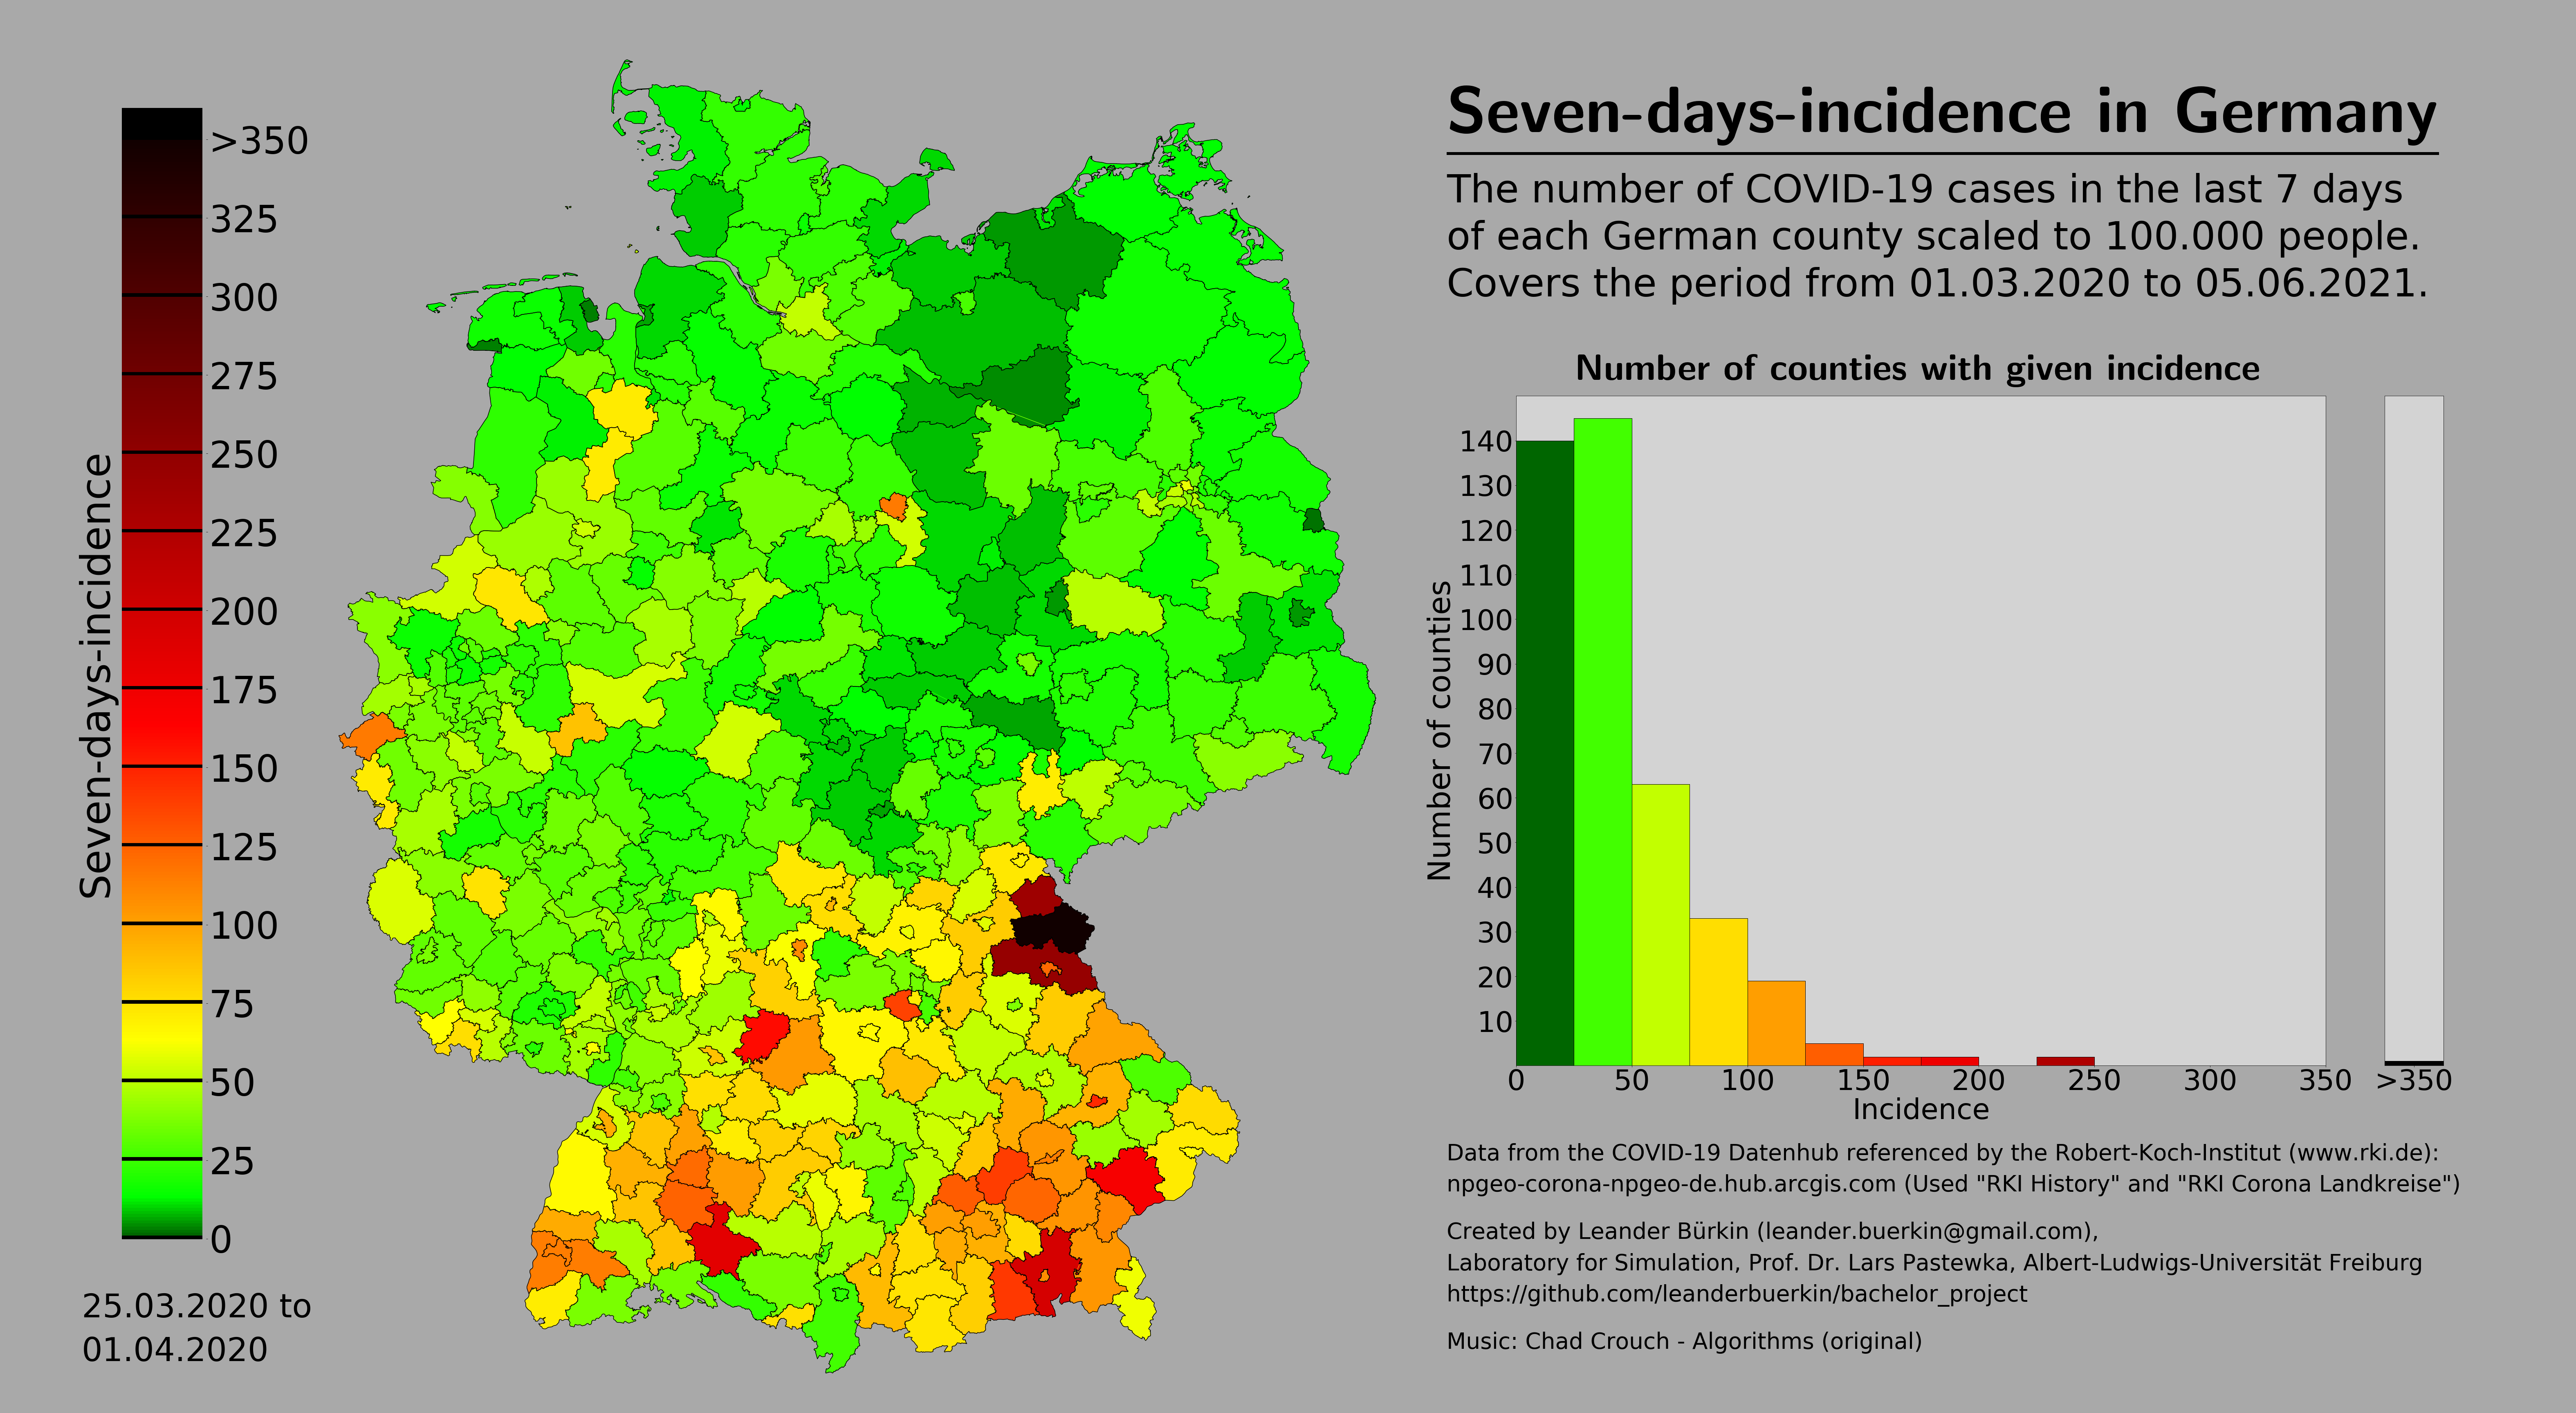 Seven-days-incidence in Germany
The number of COVID-19 cases in the last 7 days
of each German county scaled to 100.000 people.
Covers the period from 01.03.2020 to 05.06.2021.
Seven-days-incidence
>350
325
300
275
250
225
200
175
150
125
100
75
50
25
0
25.03.2020 to
01.04.2020
Number of counties with given incidence
Number of counties
140
130
120
110
100
90
80
70
60
50
40
30
20
10
0 50 100 150 200 250 300 350 >350
Incidence
Data from the COVID-19 Datenhub referenced by the Robert-Koch-Institut (www.rki.de):
npgeo-corona-npgeo-de.hub.arcgis.com (Used "RKI History" and "RKI Corona Landkreise")
Created by Leander Bürkin (leander.buerkin@gmail.com),
Laboratory for Simulation, Prof. Dr. Lars Pastewka, Albert-Ludwigs-Universität Freiburg
https://github.com/leanderbuerkin/bachelor_project
Music: Chad Crouch - Algorithms (original)